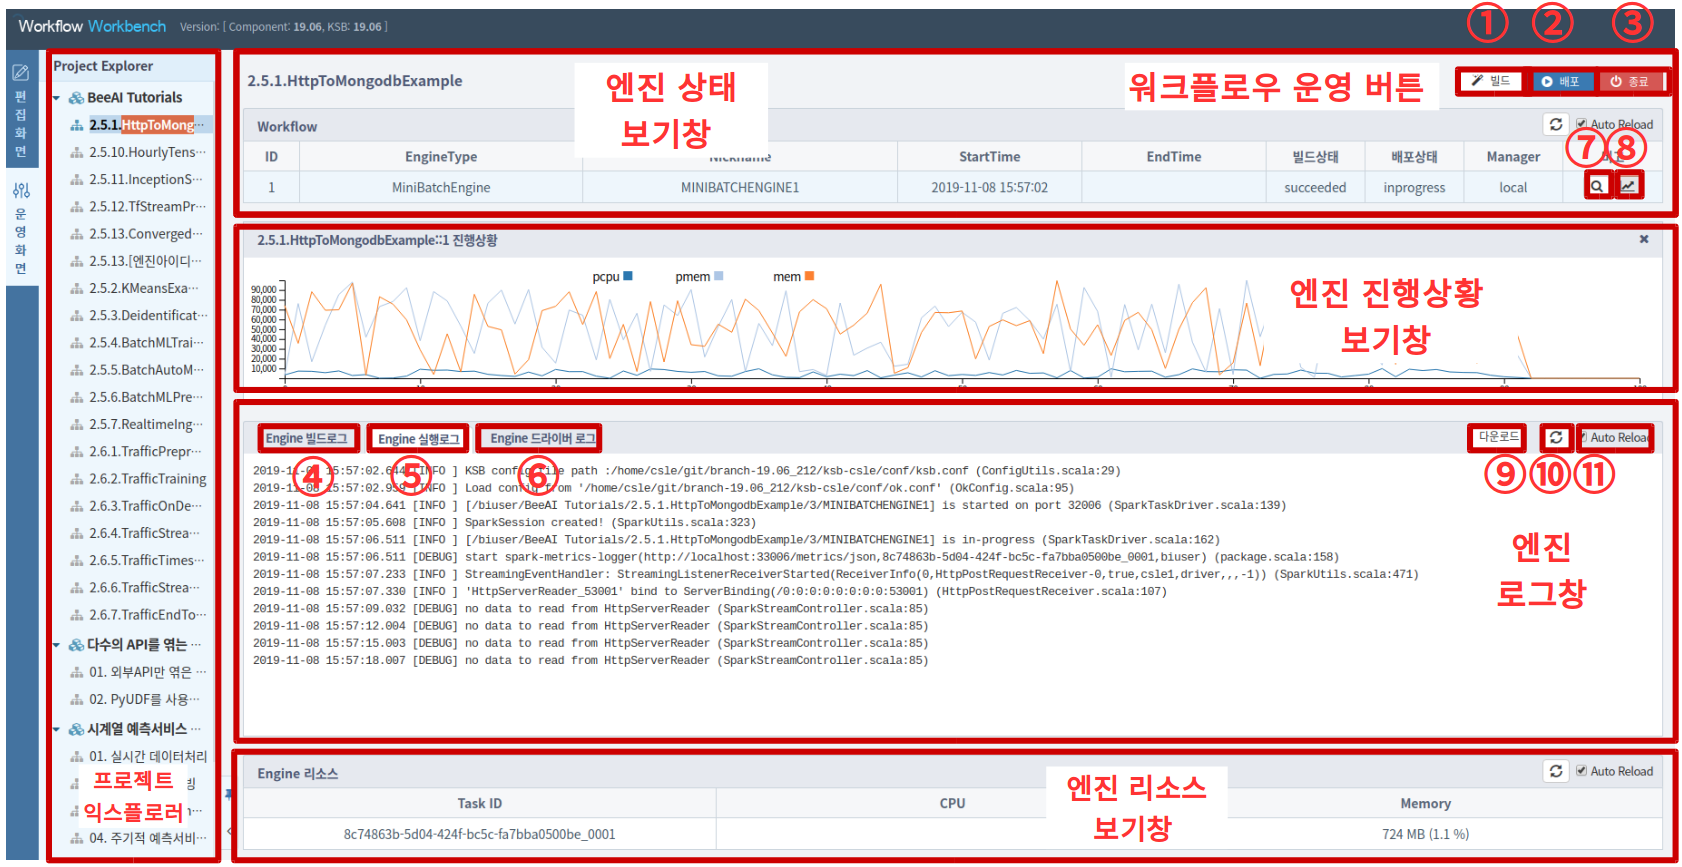 Workflow Workbench Version: [ Component: 19.06, KSB: 19.06 ]
① ② ③
편집화면
운영화면
Project Explorer
BeeAI Tutorials
2.5.1.HttpToMong···
2.5.10.HourlyTens···
2.5.11.InceptionS···
2.5.12.TfStreamPr···
2.5.13.Converged···
2.5.13.[엔진아이디···
2.5.2.KMeansExa···
2.5.3.Deidentificat···
2.5.4.BatchMLTrai···
2.5.5.BatchAutoM···
2.5.6.BatchMLPre···
2.5.7.RealtimeIng···
2.6.1.TrafficPrepr···
2.6.2.TrafficTraining
2.6.3.TrafficOnDe···
2.6.4.TrafficStrea···
2.6.5.TrafficTimes···
2.6.6.TrafficStrea···
2.6.7.TrafficEndTo···
다수의 API를 엮는 ···
01. 외부API만 엮은 ···
02. PyUDF를 사용···
시계열 예측서비스 ···
01. 실시간 데이터처리
프로젝트
익스플로러
04. 주기적 예측서비···
2.5.1.HttpToMongodbExample
엔진 상태
보기창
워크플로우 운영 버튼
빌드 배포 종료
Workflow Auto Reload
⑦ ⑧
ID EngineType Nickname StartTime EndTime 빌드상태 배포상태 Manager
1 MiniBatchEngine MINIBATCHENGINE1 2019-11-08 15:57:02 succeeded inprogress local
2.5.1.HttpToMongodbExample::1 진행상황
pcpu pmem mem
90,000
80,000
70,000
60,000
50,000
40,000
30,000
20,000
10,000
엔진 진행상황
보기창
Engine 빌드로그 Engine 실행로그 Engine 드라이버 로그 다운로드 Auto Reload
④ ⑤ ⑥ ⑨ ⑩ ⑪
2019-11-08 15:57:02.644 [INFO ] KSB config file path :/home/csle/git/branch-19.06_212/ksb-csle/conf/ksb.conf (ConfigUtils.scala:29)
2019-11-08 15:57:02.959 [INFO ] Load config from '/home/csle/git/branch-19.06_212/ksb-csle/conf/ok.conf' (OkConfig.scala:95)
2019-11-08 15:57:04.641 [INFO ] [/biuser/BeeAI Tutorials/2.5.1.HttpToMongodbExample/3/MINIBATCHENGINE1] is started on port 32006 (SparkTaskDriver.scala:139)
2019-11-08 15:57:05.608 [INFO ] SparkSession created! (SparkUtils.scala:323)
2019-11-08 15:57:06.511 [INFO ] [/biuser/BeeAI Tutorials/2.5.1.HttpToMongodbExample/3/MINIBATCHENGINE1] is in-progress (SparkTaskDriver.scala:162)
2019-11-08 15:57:06.511 [DEBUG] start spark-metrics-logger(http://localhost:33006/metrics/json,8c74863b-5d04-424f-bc5c-fa7bba0500be_0001,biuser) (package.scala:158)
2019-11-08 15:57:07.233 [INFO ] StreamingEventHandler: StreamingListenerReceiverStarted(ReceiverInfo(0,HttpPostRequestReceiver-0,true,csle1,driver,,,-1)) (SparkUtils.scala:471)
2019-11-08 15:57:07.330 [INFO ] 'HttpServerReader_53001' bind to ServerBinding(/0:0:0:0:0:0:0:0:53001) (HttpPostRequestReceiver.scala:107)
2019-11-08 15:57:09.032 [DEBUG] no data to read from HttpServerReader (SparkStreamController.scala:85)
2019-11-08 15:57:12.004 [DEBUG] no data to read from HttpServerReader (SparkStreamController.scala:85)
2019-11-08 15:57:15.003 [DEBUG] no data to read from HttpServerReader (SparkStreamController.scala:85)
2019-11-08 15:57:18.007 [DEBUG] no data to read from HttpServerReader (SparkStreamController.scala:85)
엔진
로그창
Engine 리소스 Auto Reload
엔진 리소스
보기창
Task ID CPU Memory
8c74863b-5d04-424f-bc5c-fa7bba0500be_0001 724 MB (1.1 %)